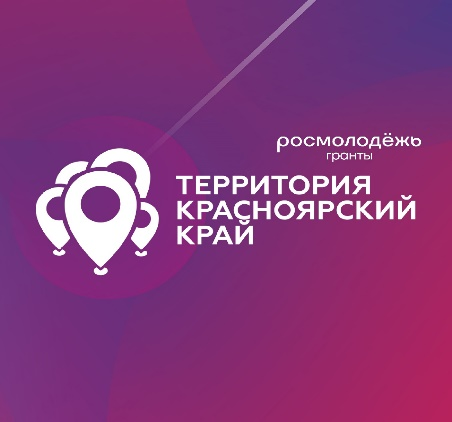 росмолодёжь
гранты
ТЕРРИТОРИЯ
КРАСНОЯРСКИЙ
КРАЙ